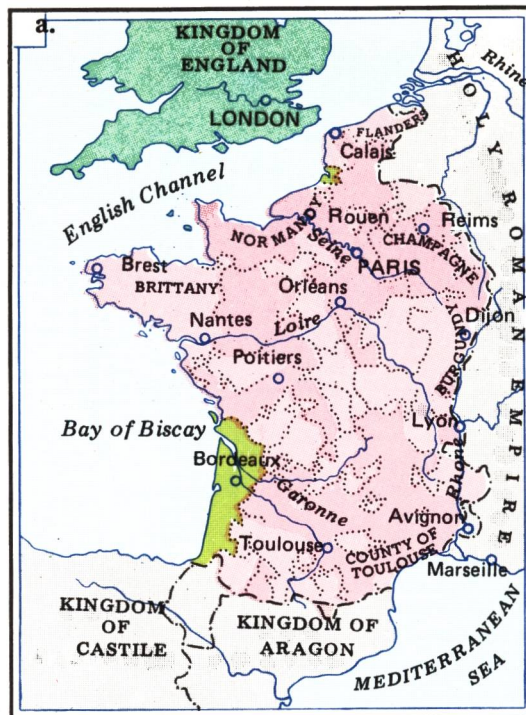 a.
KINGDOM
OF
ENGLAND
LONDON
Rhine
HOLY ROMAN EMPIRE
FLANDERS
Calais
English Channel
NORMANDY
Rouen
Reims
Seine
CHAMPAGNE
PARIS
Brest
BRITTANY
Orléans
Dijon
Nantes
Loire
BURGUNDY
Poitiers
Bay of Biscay
Lyon
Bordeaux
Garonne
Rhone
Avignon
Toulouse
COUNTY OF
TOULOUSE
Marseille
KINGDOM
OF
CASTILE
KINGDOM OF
ARAGON
MEDITERRANEAN
SEA